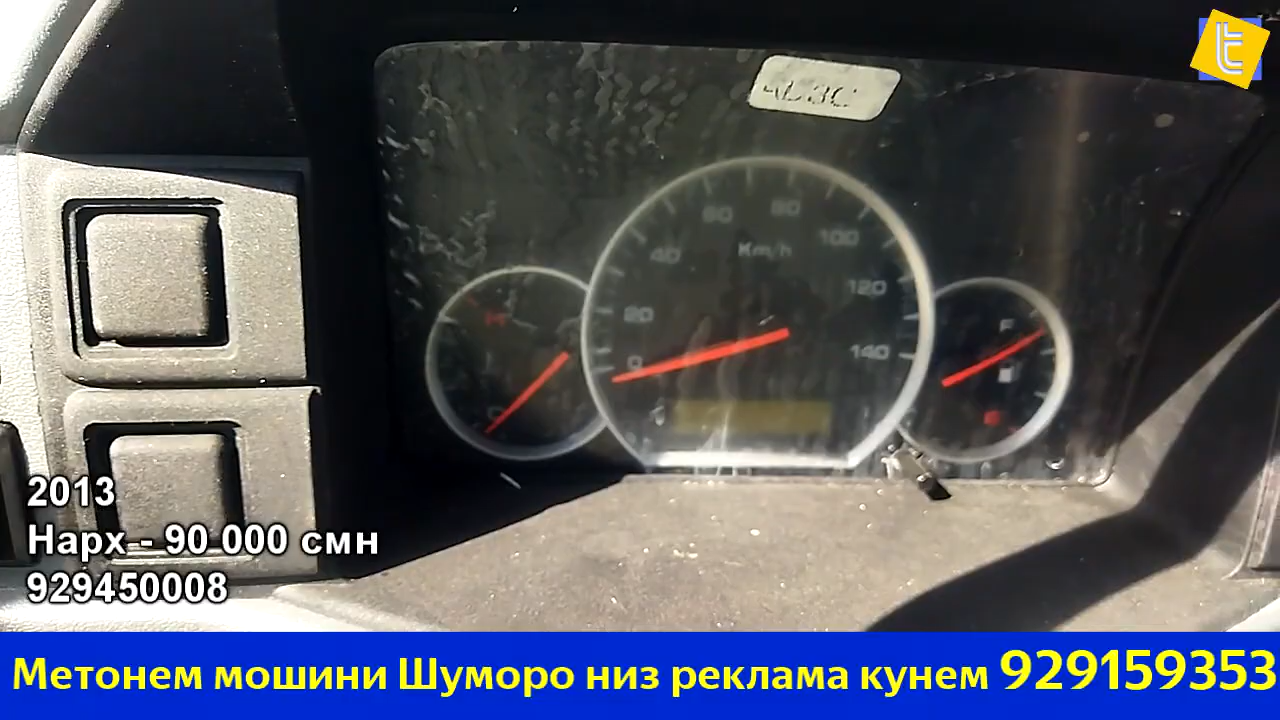 t
60
80
40
Km/h
100
20
120
H
0
140
F
C
E
2013
Нарх - 90 000 смн
929450008
Метонем мошини Шуморо низ реклама кунем 929159353